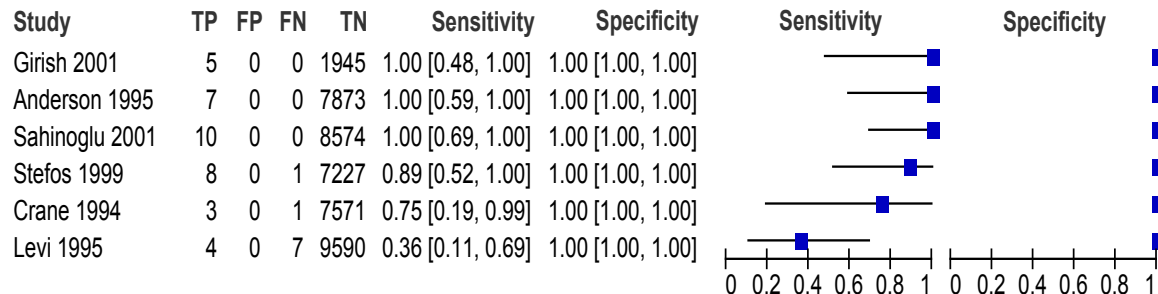 Study TP FP FN TN Sensitivity Specificity Sensitivity Specificity
Girish 2001 5 0 0 1945 1.00 [0.48, 1.00] 1.00 [1.00, 1.00]
Anderson 1995 7 0 0 7873 1.00 [0.59, 1.00] 1.00 [1.00, 1.00]
Sahinoglu 2001 10 0 0 8574 1.00 [0.69, 1.00] 1.00 [1.00, 1.00]
Stefos 1999 8 0 1 7227 0.89 [0.52, 1.00] 1.00 [1.00, 1.00]
Crane 1994 3 0 1 7571 0.75 [0.19, 0.99] 1.00 [1.00, 1.00]
Levi 1995 4 0 7 9590 0.36 [0.11, 0.69] 1.00 [1.00, 1.00]
0 0.2 0.4 0.6 0.8 1 0 0.2 0.4 0.6 0.8 1